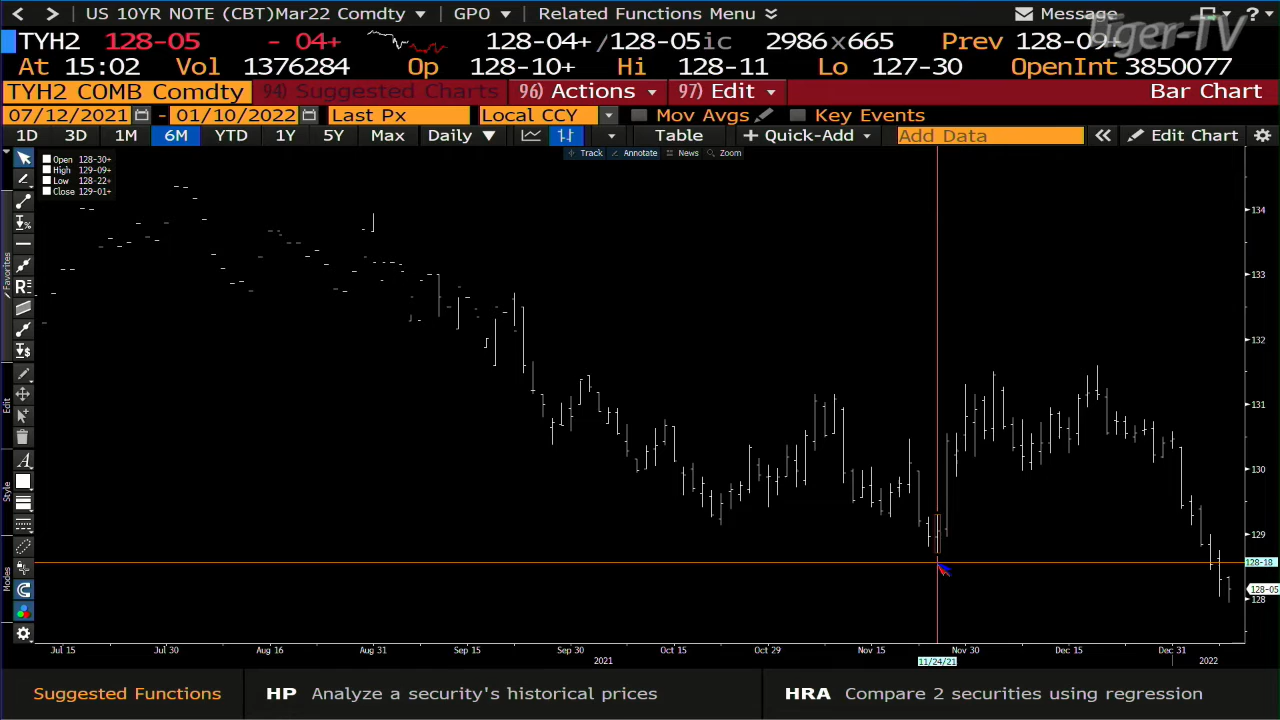 US 10YR NOTE (CBT)Mar22 Comdty GPO Related Functions Menu Message ?
Tiger-TV
TYH2 128-05 - 04+ 128-04+/128-05ic 2986x665 Prev 128-09+
At 15:02 Vol 1376284 Op 128-10+ Hi 128-11 Lo 127-30 OpenInt 3850077
TYH2 COMB Comdty 94) Suggested Charts 96) Actions 97) Edit Bar Chart
07/12/2021 - 01/10/2022 Last Px Local CCY Mov Avgs Key Events
1D 3D 1M 6M YTD 1Y 5Y Max Daily Table + Quick-Add Add Data Edit Chart
Track Annotate News Zoom
Open 128-30+
High 129-09+
Low 128-22+
Close 129-01+
Favorites
Edit
Style
Modes
134
133
132
131
130
129
128-18
128-05
128
Jul 15 Jul 30 Aug 16 Aug 31 Sep 15 Sep 30 Oct 15 Oct 29 Nov 15 Nov 30 Dec 15 Dec 31
2021 11/24/21 2022
Suggested Functions HP Analyze a security's historical prices HRA Compare 2 securities using regression